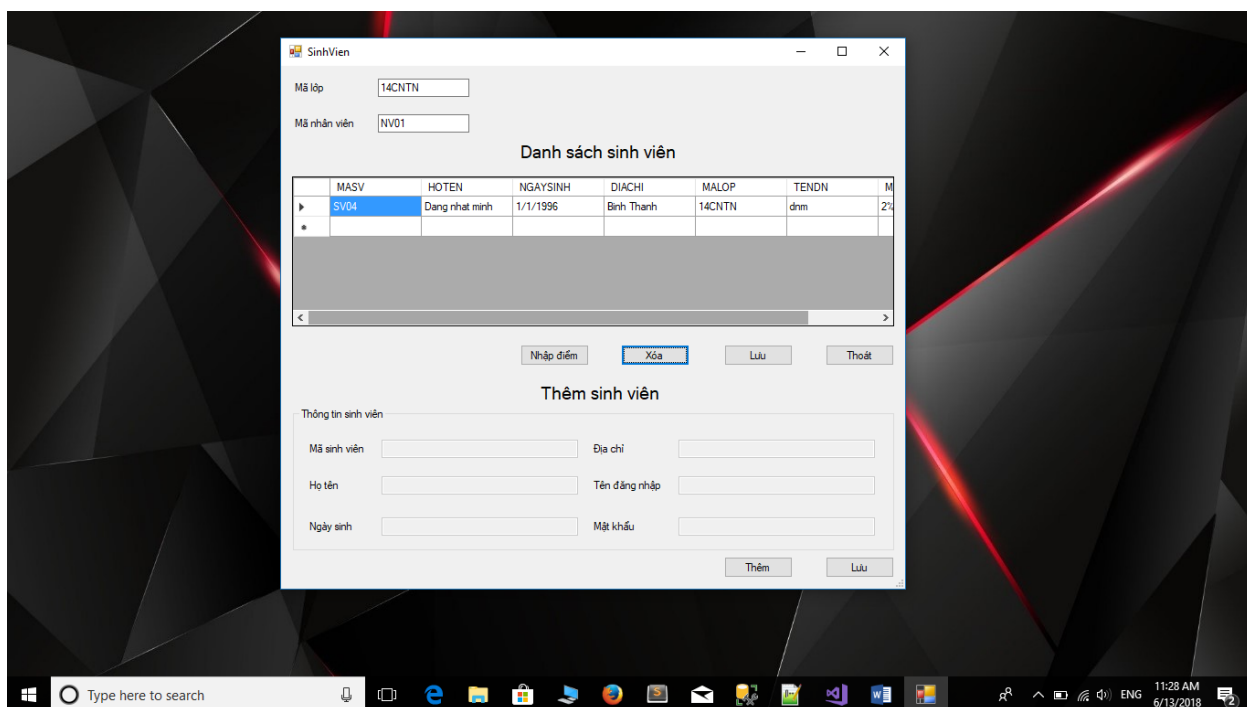 SinhVien
Mã lớp 14CNTN
Mã nhân viên NV01
Danh sách sinh viên
MASV HOTEN NGAYSINH DIACHI MALOP TENDN M
SV04 Dang nhat minh 1/1/1996 Binh Thanh 14CNTN dnm
Nhập điểm Xóa Lưu Thoát
Thêm sinh viên
Thông tin sinh viên
Mã sinh viên Địa chỉ
Họ tên Tên đăng nhập
Ngày sinh Mật khẩu
Thêm Lưu
Type here to search ENG 11:28 AM
6/13/2018